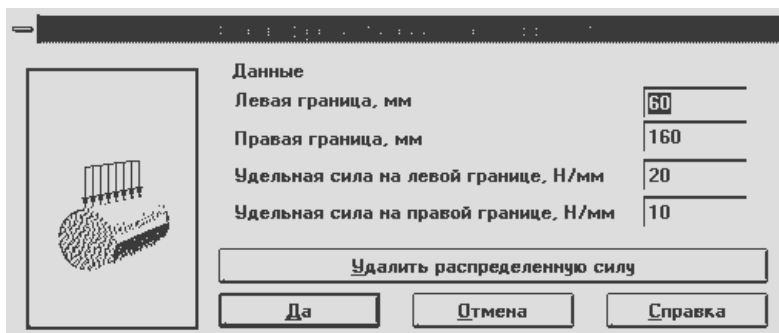 Данные
Левая граница, мм 60
Правая граница, мм 160
Удельная сила на левой границе, Н/мм 20
Удельная сила на правой границе, Н/мм 10
Удалить распределенную силу
Да Отмена Справка